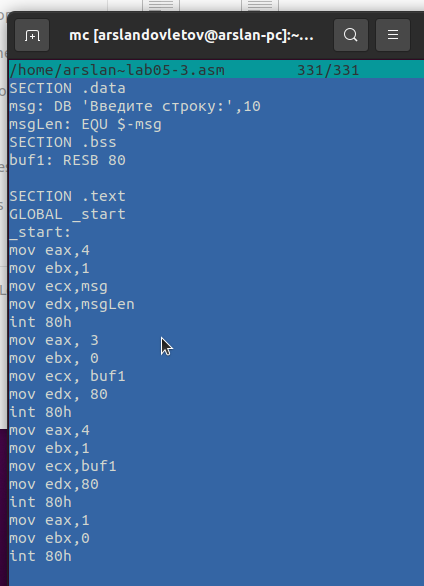 mc [arslandovletov@arslan-pc]:~...
/home/arslan~lab05-3.asm 331/331
SECTION .data
msg: DB 'Введите строку:',10
msgLen: EQU $-msg
SECTION .bss
buf1: RESB 80
SECTION .text
GLOBAL _start
_start:
mov eax,4
mov ebx,1
mov ecx,msg
mov edx,msgLen
int 80h
mov eax, 3
mov ebx, 0
mov ecx, buf1
mov edx, 80
int 80h
mov eax,4
mov ebx,1
mov ecx,buf1
mov edx,80
int 80h
mov eax,1
mov ebx,0
int 80h